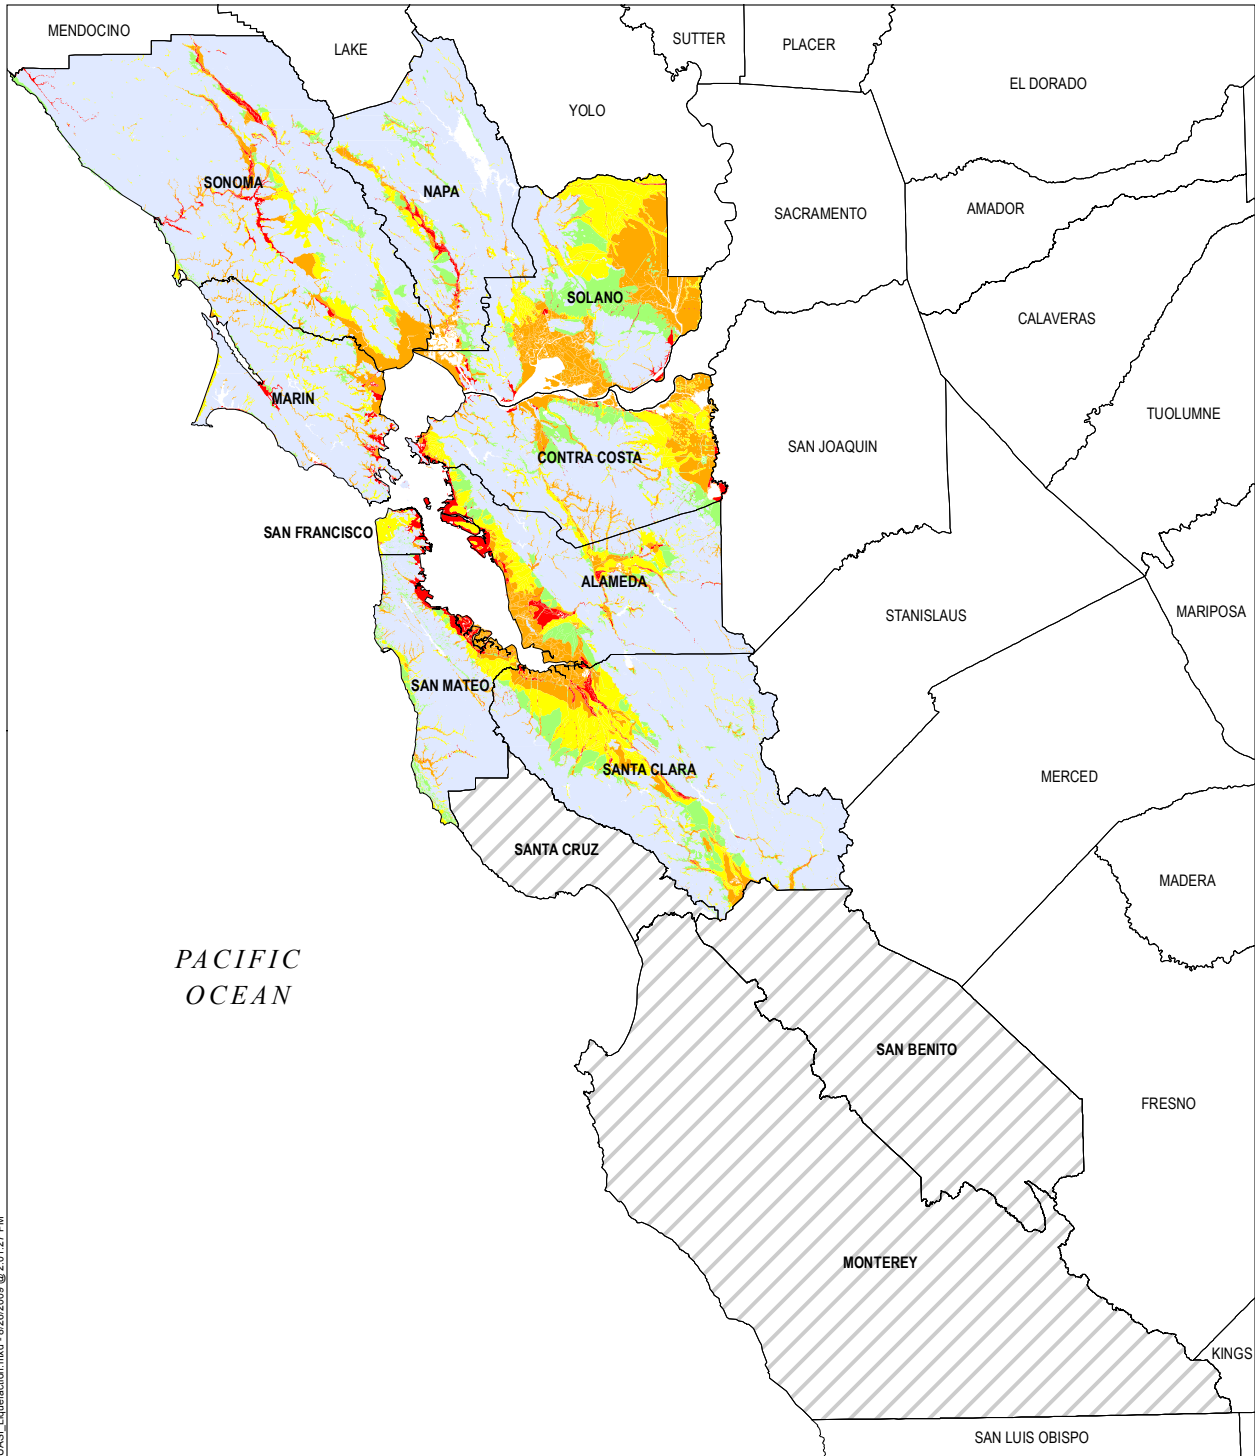 MENDOCINO
LAKE
SUTTER
PLACER
EL DORADO
YOLO
SONOMA
NAPA
SACRAMENTO
AMADOR
SOLANO
CALAVERAS
MARIN
TUOLUMNE
CONTRA COSTA
SAN JOAQUIN
SAN FRANCISCO
ALAMEDA
STANISLAUS
MARIPOSA
SAN MATEO
SANTA CLARA
MERCED
SANTA CRUZ
MADERA
PACIFIC
OCEAN
SAN BENITO
FRESNO
MONTEREY
KINGS
SAN LUIS OBISPO